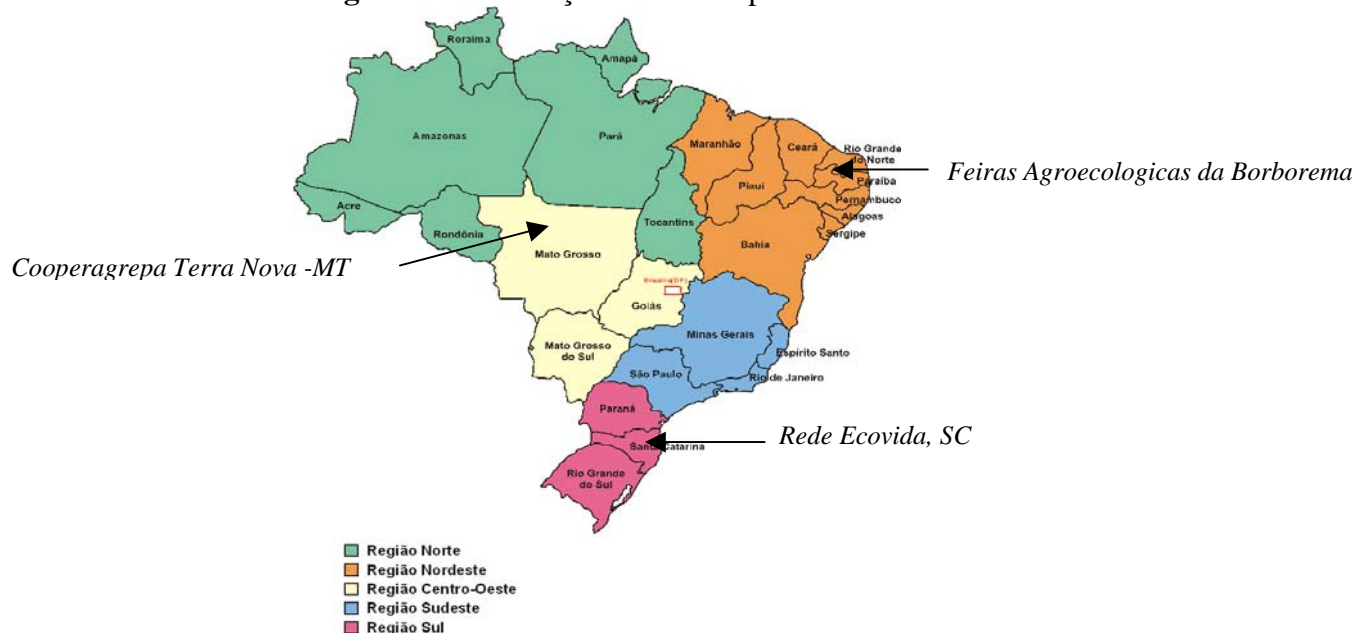 Roraima
Amapá
Amazonas
Pará
Maranhão
Ceará
Rio Grande
do Norte
Feiras Agroecologicas da Borborema
Piauí
Paraíba
Pernambuco
Acre
Tocantins
Alagoas
Rondônia
Sergipe
Bahia
Mato Grosso
Cooperagrepa Terra Nova -MT
Brasília(DF)
Goiás
Minas Gerais
Mato Grosso
do Sul
Espírito Santo
São Paulo
Rio de Janeiro
Paraná
Rede Ecovida, SC
Santa Catarina
Rio Grande
do Sul
Região Norte
Região Nordeste
Região Centro-Oeste
Região Sudeste
Região Sul